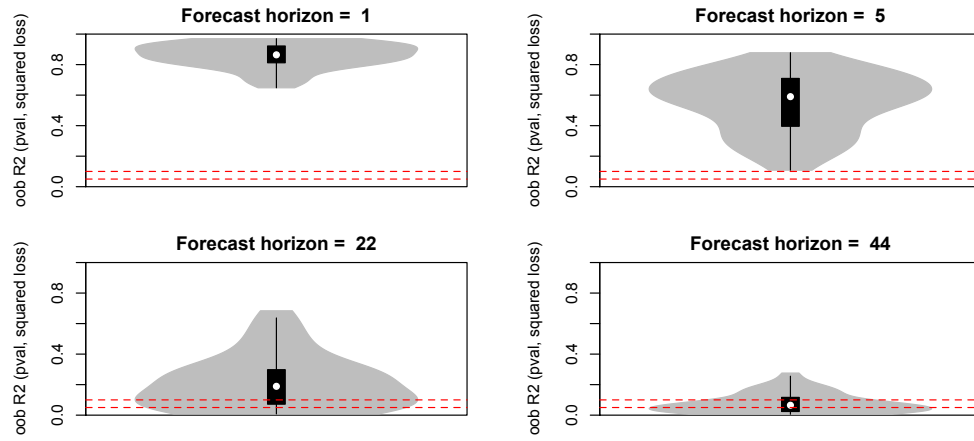 Forecast horizon =  1
oob R2 (pval, squared loss)
0.8
0.4
0.0
Forecast horizon =  5
oob R2 (pval, squared loss)
0.8
0.4
0.0
Forecast horizon =  22
oob R2 (pval, squared loss)
0.8
0.4
0.0
Forecast horizon =  44
oob R2 (pval, squared loss)
0.8
0.4
0.0